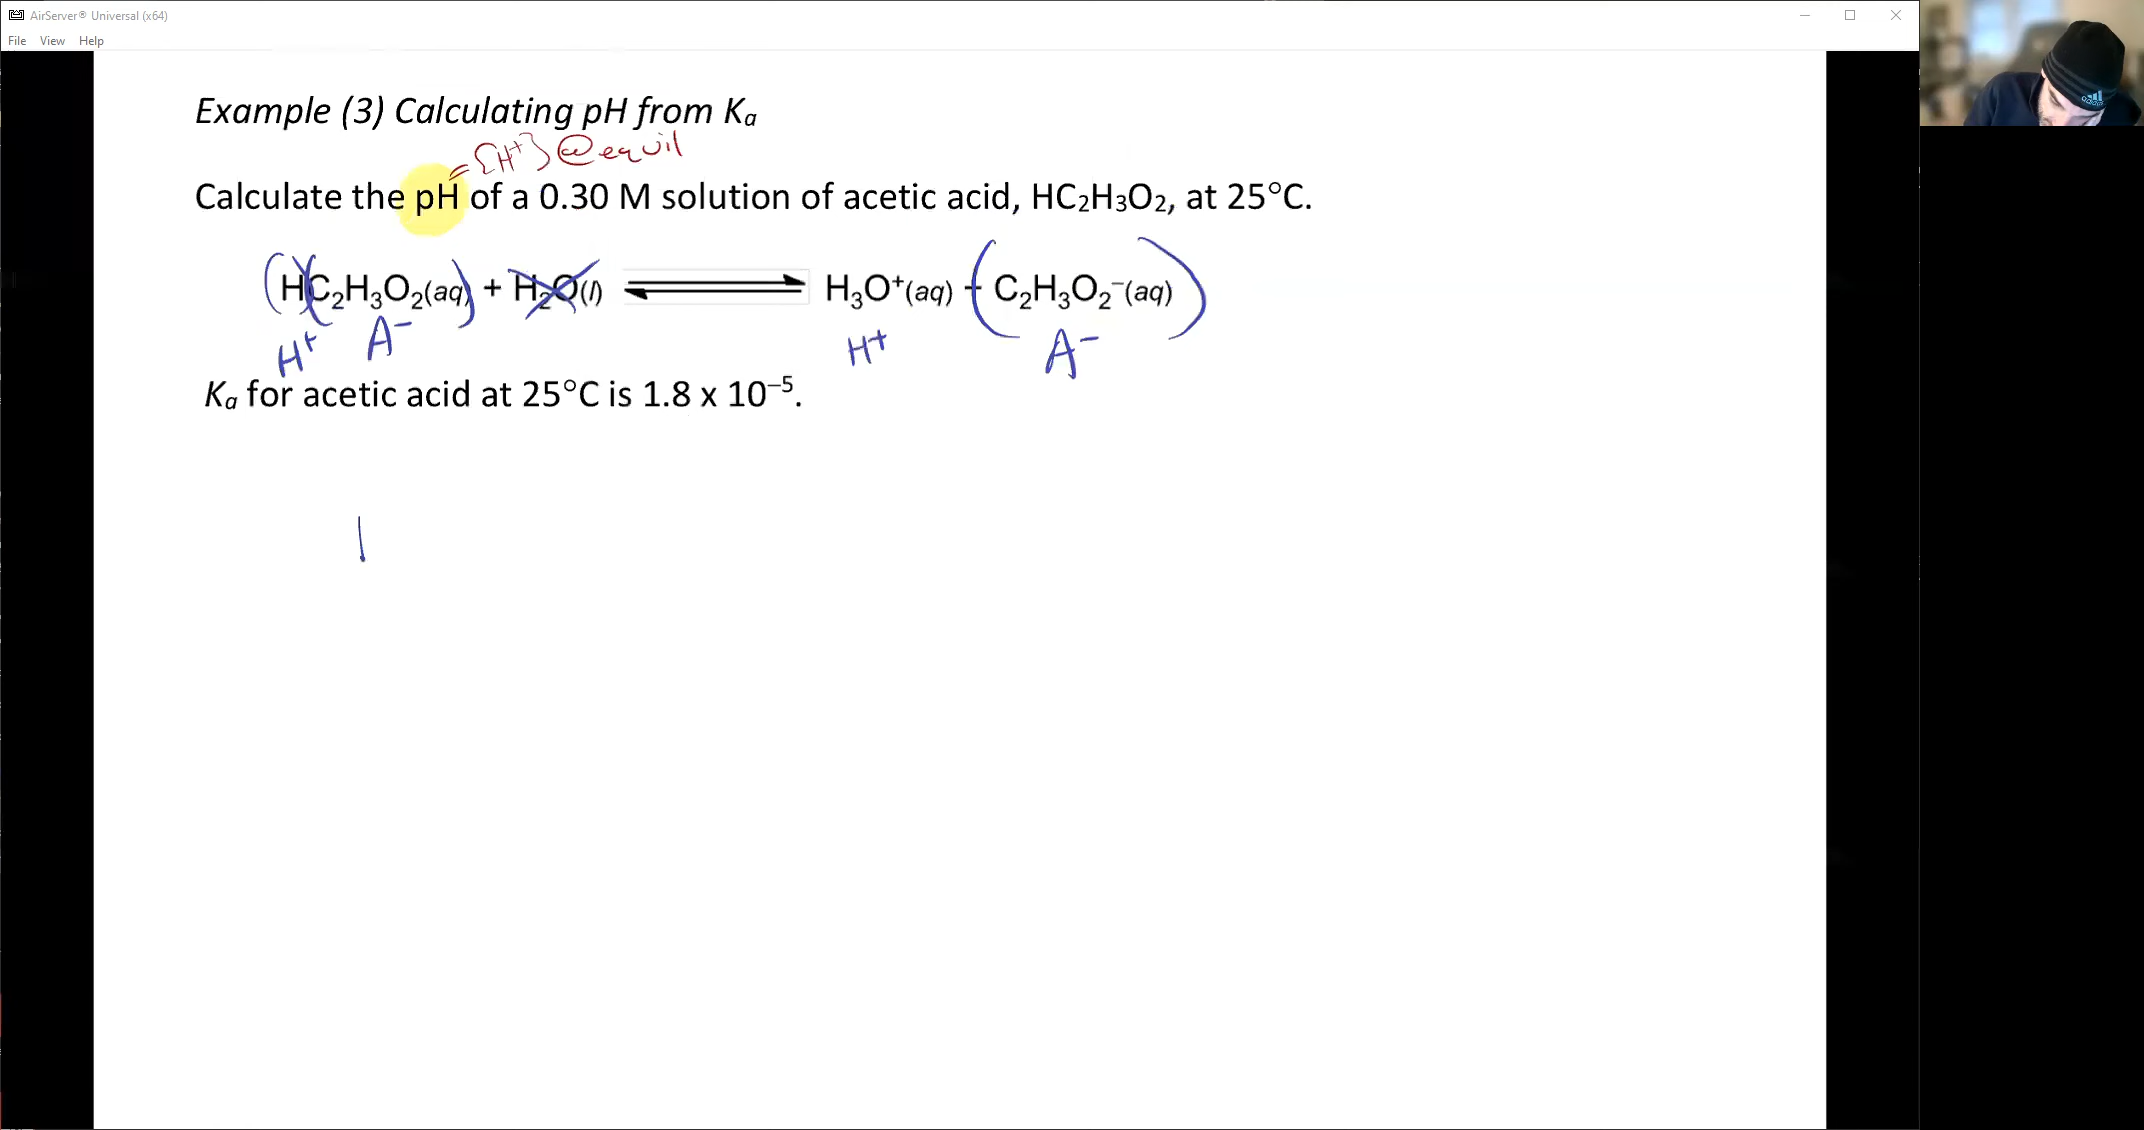 AirServer® Universal (x64)
File View Help
Example (3) Calculating pH from Kₐ
= [H⁺] @ equil
Calculate the pH of a 0.30 M solution of acetic acid, HC₂H₃O₂, at 25°C.
HC₂H₃O₂(aq) + H₂O(l) ⇌ H₃O⁺(aq) + C₂H₃O₂⁻(aq)
H⁺ A⁻ H⁺ A⁻
Kₐ for acetic acid at 25°C is 1.8 x 10⁻⁵.
adidas